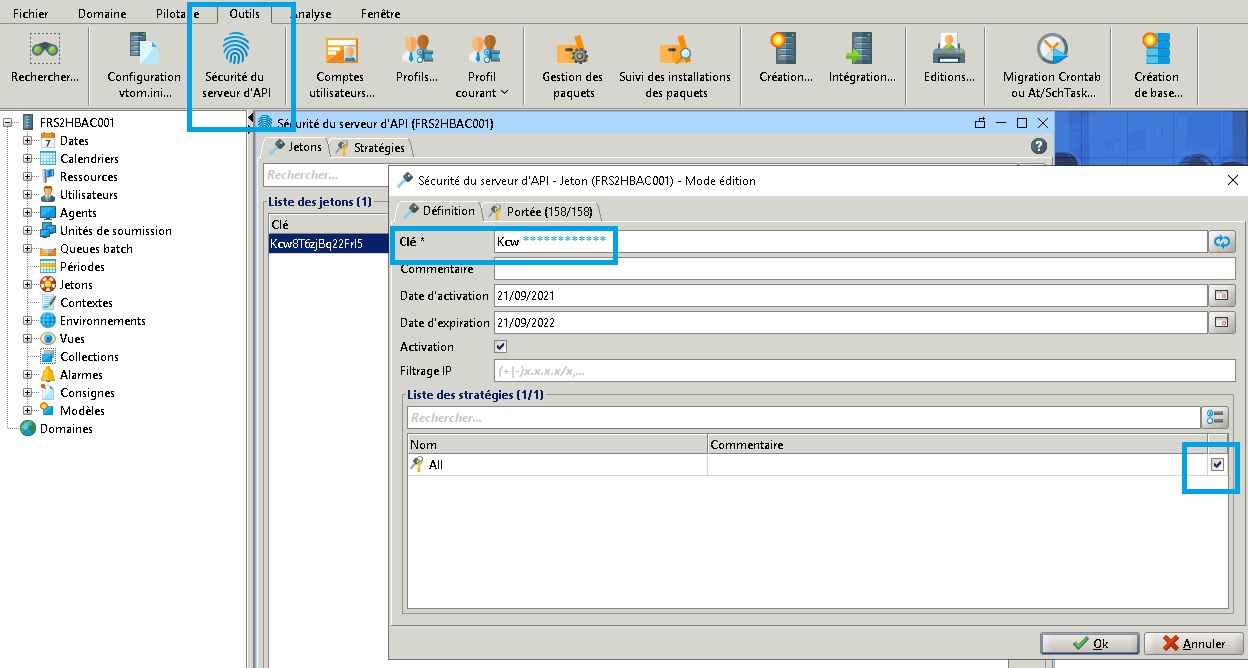 Fichier Domaine Pilotage Outils Analyse Fenêtre
Rechercher... Configuration vtom.ini... Sécurité du serveur d'API Comptes utilisateurs... Profils... Profil courant Gestion des paquets Suivi des installations des paquets Création... Intégration... Editions... Migration Crontab ou At/SchTask... Création de base...
FRS2HBAC001
Dates
Calendriers
Ressources
Utilisateurs
Agents
Unités de soumission
Queues batch
Périodes
Jetons
Contextes
Environnements
Vues
Collections
Alarmes
Consignes
Modèles
Domaines
Sécurité du serveur d'API (FRS2HBAC001)
Jetons Stratégies
Rechercher...
Liste des jetons (1)
Clé
Kcw8T6zjBq22FrI5
Sécurité du serveur d'API - Jeton (FRS2HBAC001) - Mode édition
Définition Portée (158/158)
Clé * Kcw ************
Commentaire
Date d'activation 21/09/2021
Date d'expiration 21/09/2022
Activation
Filtrage IP (+|-)x.x.x.x/x,...
Liste des stratégies (1/1)
Rechercher...
Nom Commentaire
All
Ok Annuler